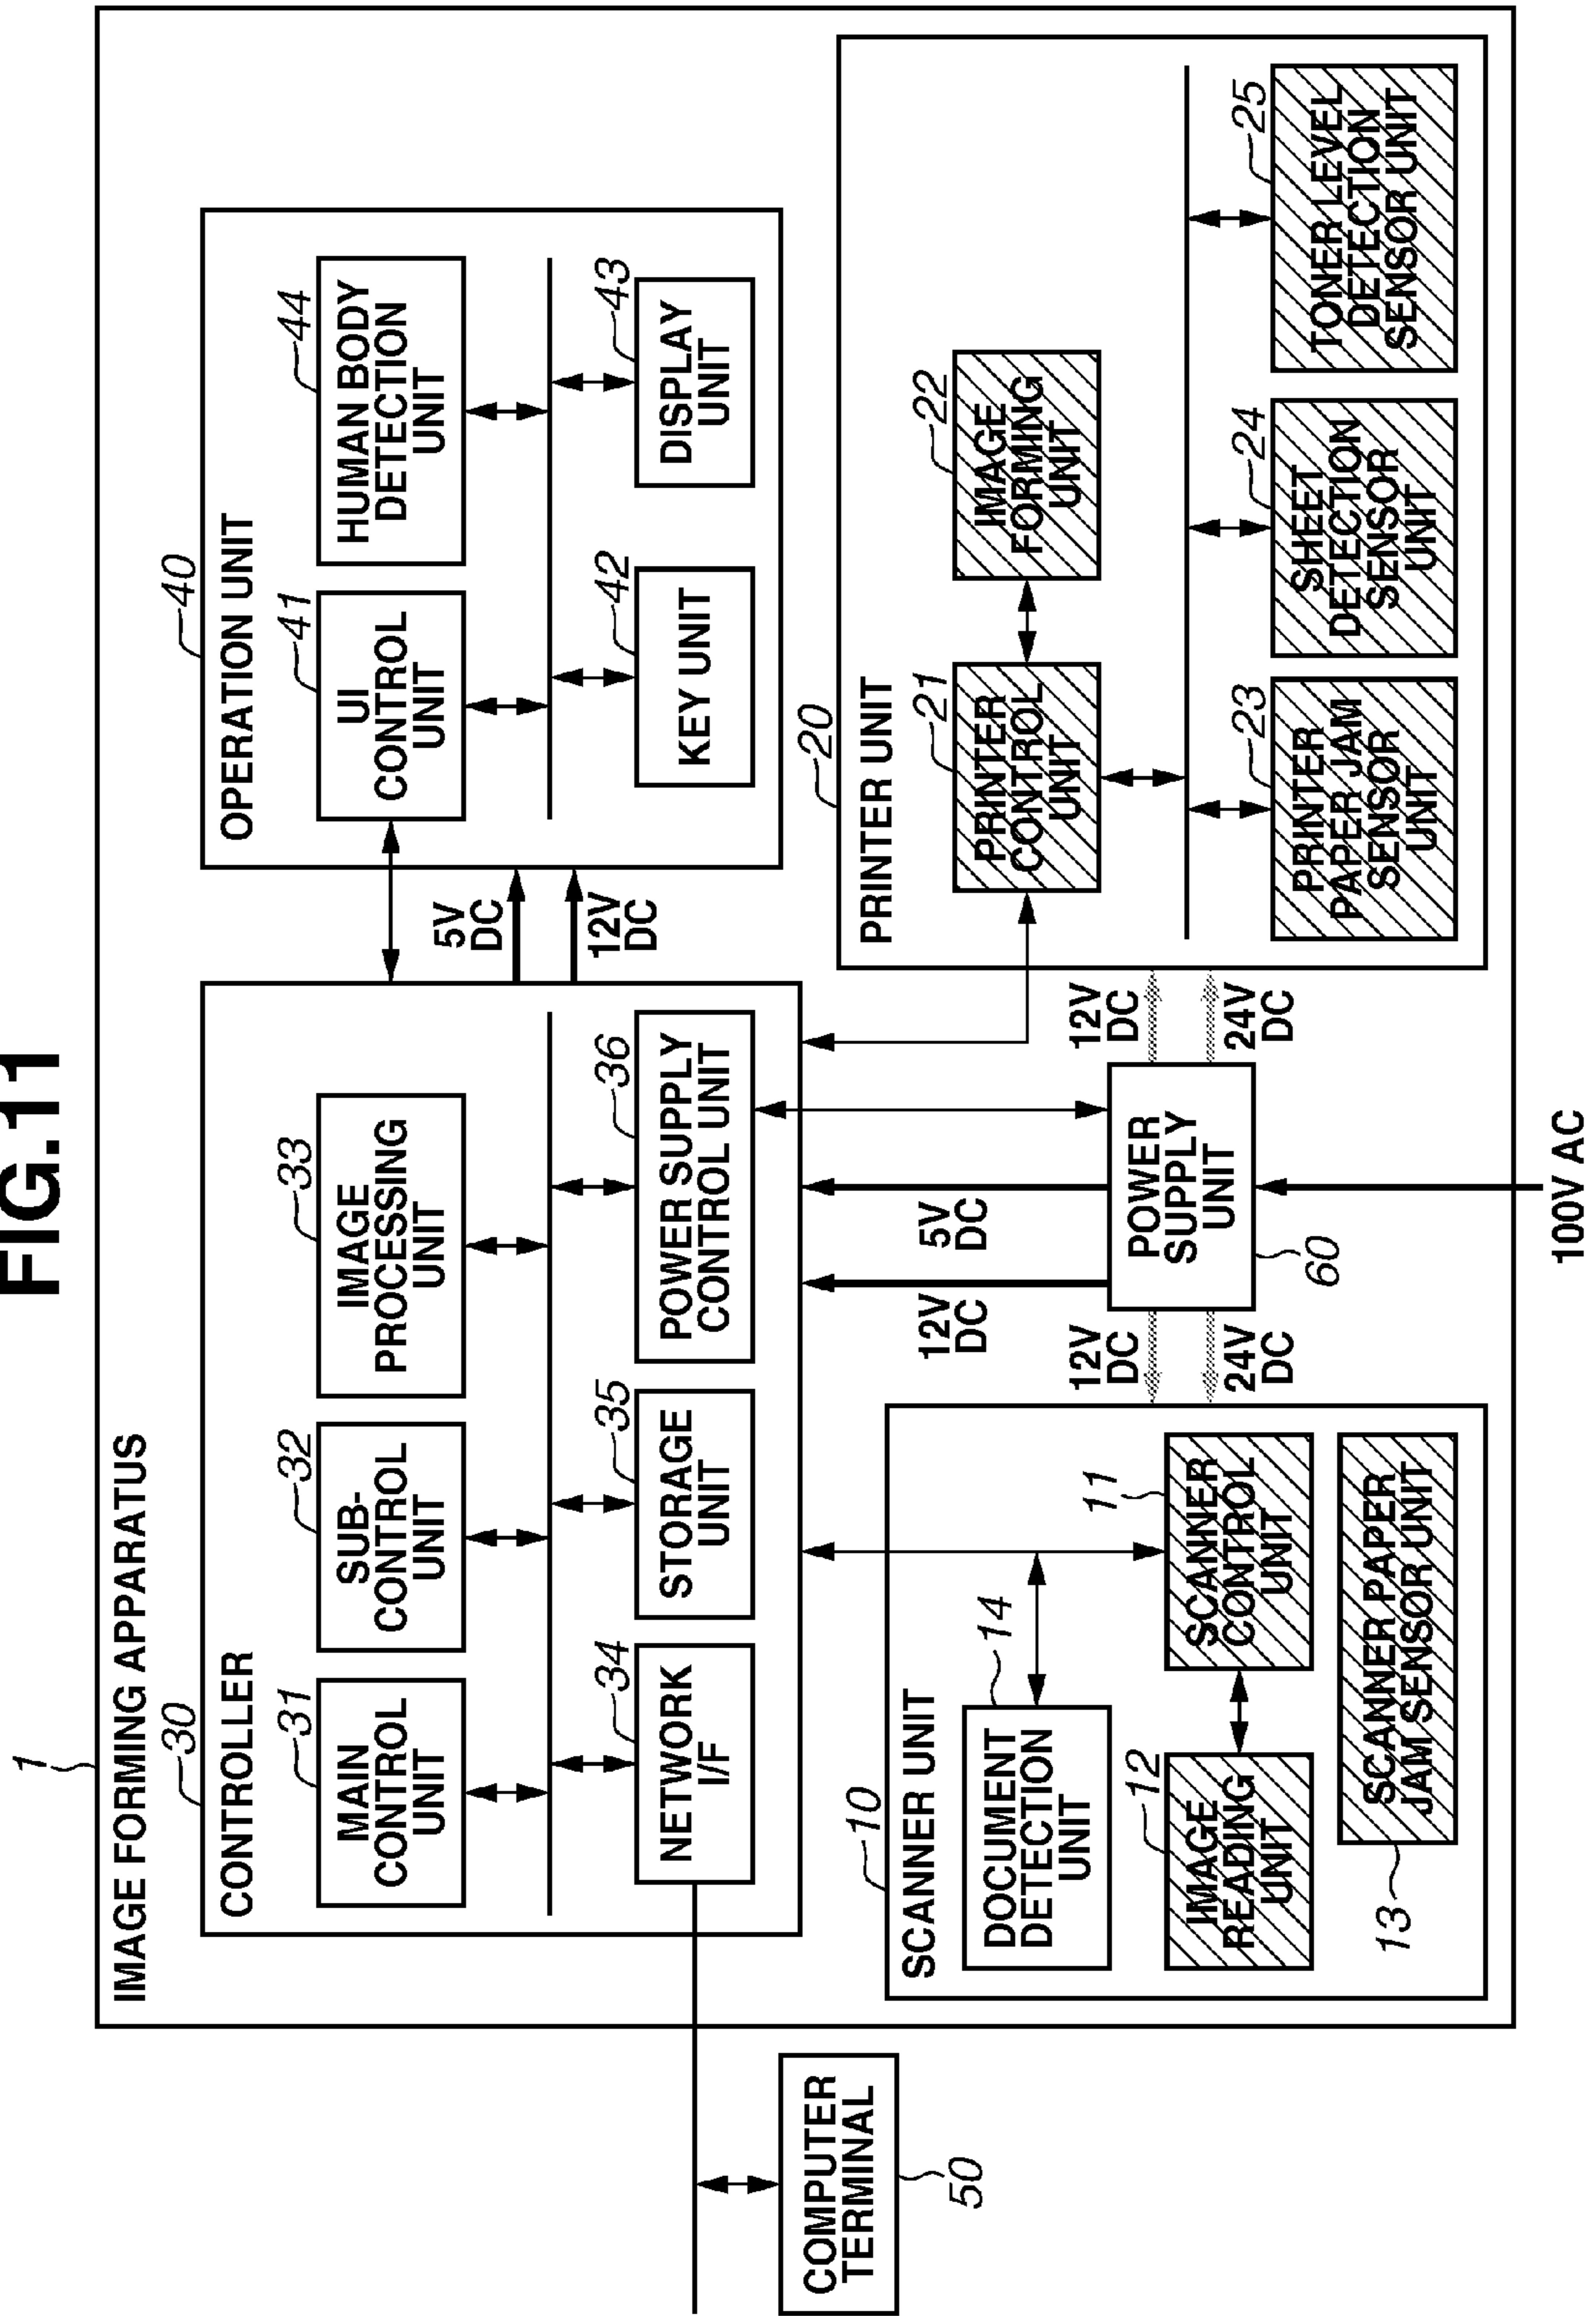 FIG.11
1
IMAGE FORMING APPARATUS
30
CONTROLLER
31
MAIN
CONTROL
UNIT
32
SUB-
CONTROL
UNIT
33
IMAGE
PROCESSING
UNIT
34
NETWORK
I/F
35
STORAGE
UNIT
36
POWER SUPPLY
CONTROL UNIT
5V
DC
12V
DC
40
OPERATION UNIT
41
UI
CONTROL
UNIT
44
HUMAN BODY
DETECTION
UNIT
42
KEY UNIT
43
DISPLAY
UNIT
50
COMPUTER
TERMINAL
10
SCANNER UNIT
14
DOCUMENT
DETECTION
UNIT
11
SCANNER
CONTROL
UNIT
12
IMAGE
READING
UNIT
13
SCANNER PAPER
JAM SENSOR UNIT
12V
DC
5V
DC
12V
DC
24V
DC
POWER
SUPPLY
UNIT
60
12V
DC
24V
DC
100V AC
20
PRINTER UNIT
21
PRINTER
CONTROL
UNIT
22
IMAGE
FORMING
UNIT
23
PRINTER
PAPER JAM
SENSOR
UNIT
24
SHEET
DETECTION
SENSOR
UNIT
25
TONER LEVEL
DETECTION
SENSOR UNIT